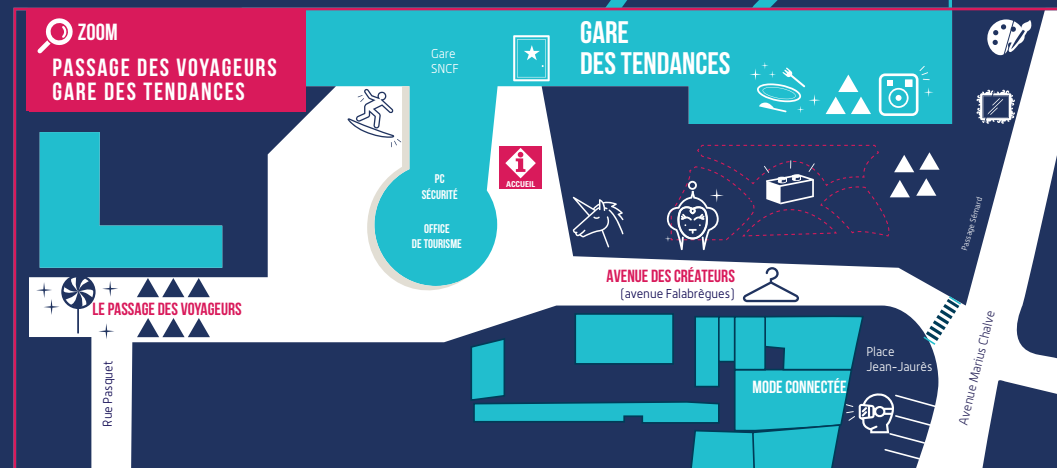 ZOOM
PASSAGE DES VOYAGEURS
GARE DES TENDANCES
Gare
SNCF
GARE
DES TENDANCES
i
ACCUEIL
PC
SÉCURITÉ
OFFICE
DE TOURISME
Passage Sémard
AVENUE DES CRÉATEURS
(avenue Falabrègues)
LE PASSAGE DES VOYAGEURS
Rue Pasquet
Place
Jean-Jaurès
MODE CONNECTÉE
Avenue Marius Chalve